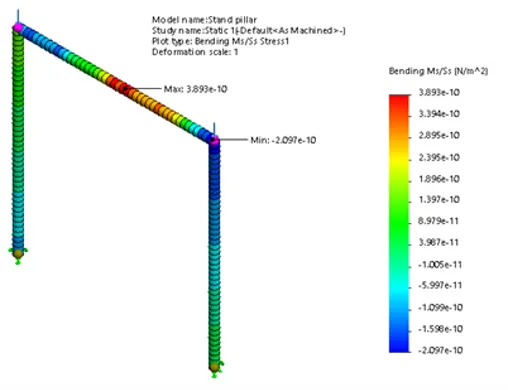 Model name:Stand pillar
Study name:Static 1(-Default<As Machined>-)
Plot type: Bending Ms/Ss Stress1
Deformation scale: 1
Max: 3.893e-10
Min: -2.097e-10
Bending Ms/Ss (N/m^2)
3.893e-10
3.394e-10
2.895e-10
2.395e-10
1.896e-10
1.397e-10
8.979e-11
3.987e-11
-1.005e-11
-5.997e-11
-1.099e-10
-1.598e-10
-2.097e-10